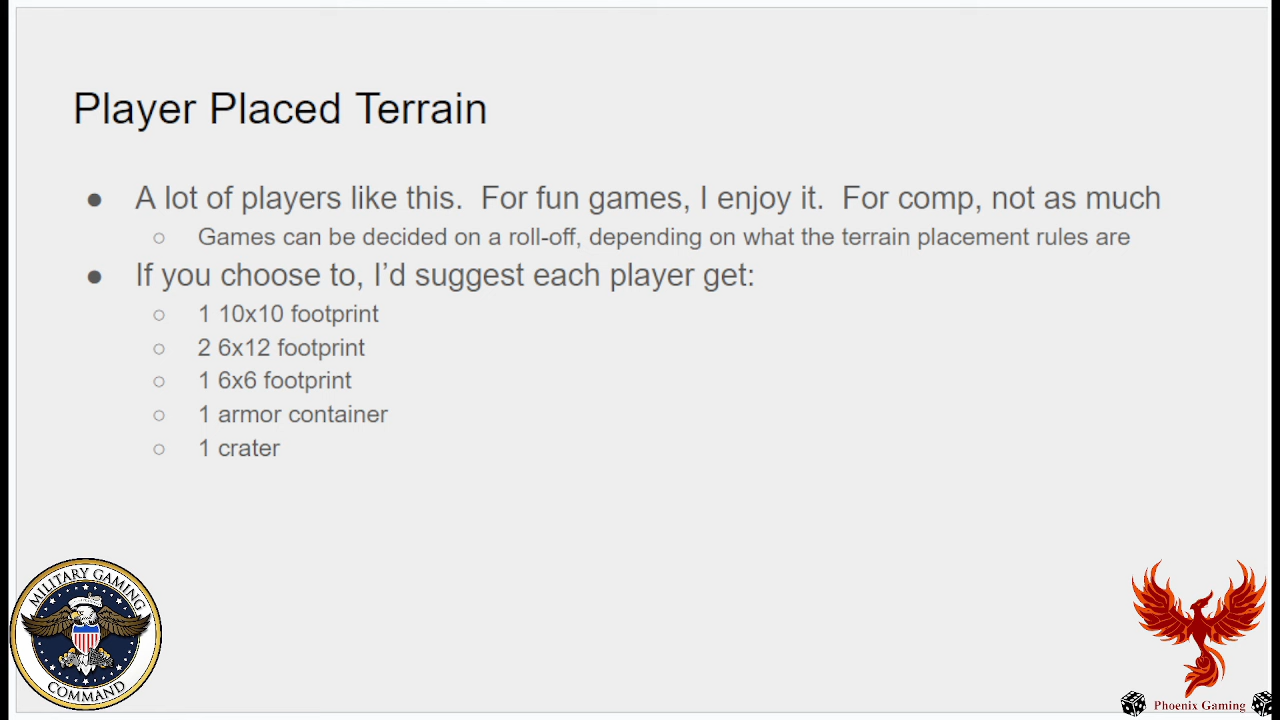 Player Placed Terrain
● A lot of players like this.  For fun games, I enjoy it.  For comp, not as much
○ Games can be decided on a roll-off, depending on what the terrain placement rules are
● If you choose to, I’d suggest each player get:
○ 1 10x10 footprint
○ 2 6x12 footprint
○ 1 6x6 footprint
○ 1 armor container
○ 1 crater
MILITARY GAMING
COMMAND
Phoenix Gaming